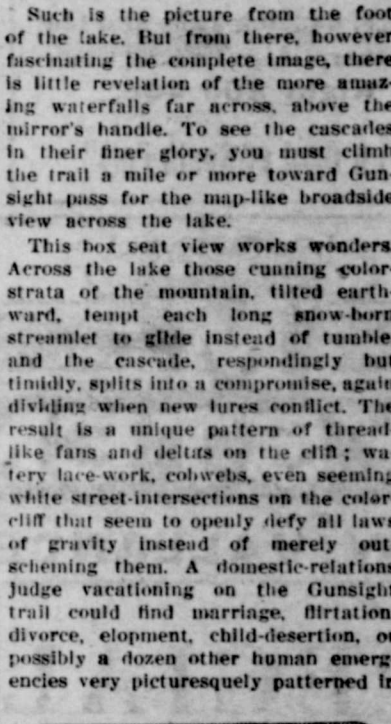 Such is the picture from the foot
of the lake. But from there, however
fascinating the complete image, there
is little revelation of the more amaz-
ing waterfalls far across, above the
mirror's handle. To see the cascades
in their finer glory, you must climb
the trail a mile or more toward Gun-
sight pass for the map-like broadside
view across the lake.
This box seat view works wonders.
Across the lake those cunning color-
strata of the mountain, tilted earth-
ward, tempt each long snow-born
streamlet to glide instead of tumble
and the cascade, respondingly but
timidly, splits into a compromise, again
dividing when new lures conflict. The
result is a unique pattern of thread-
like fans and deltas on the cliff; wa-
tery lace-work, cobwebs, even seeming
white street-intersections on the color-
cliff that seem to openly defy all laws
of gravity instead of merely out-
scheming them. A domestic-relations
judge vacationing on the Gunsight
trail could find marriage, flirtation,
divorce, elopment, child-desertion, or
possibly a dozen other human emerg-
encies very picturesquely patterned in